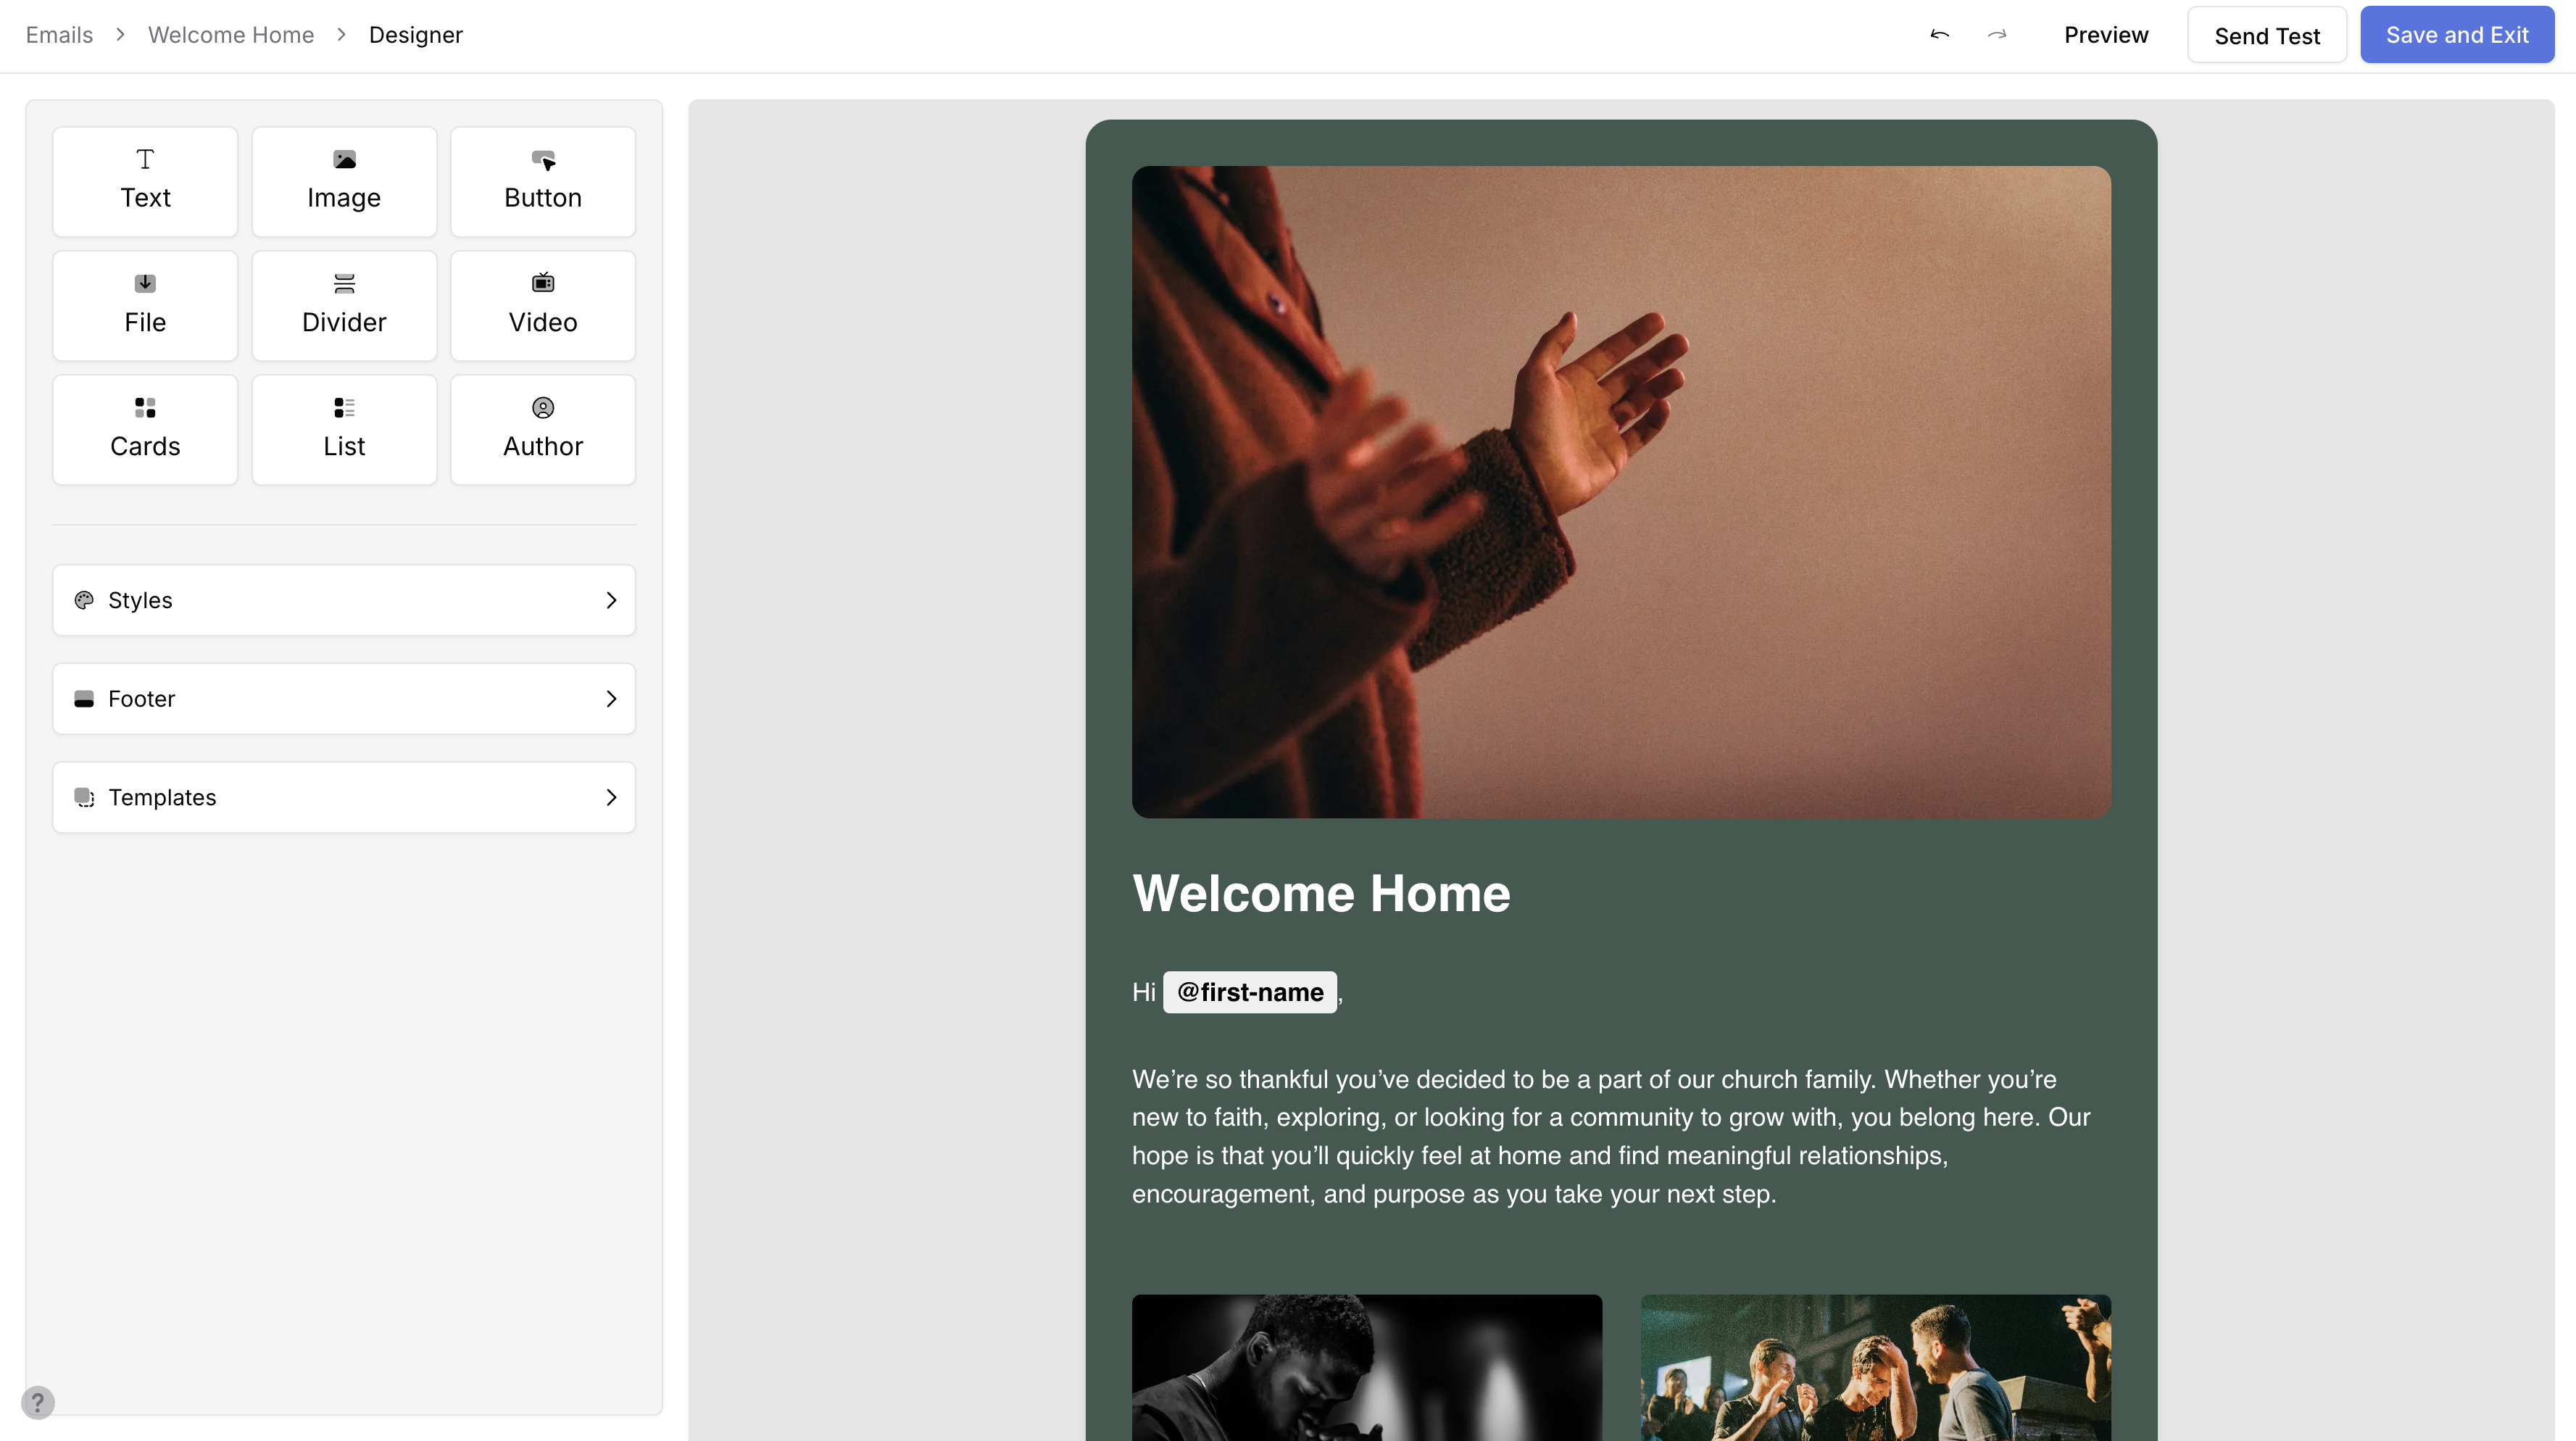 Emails > Welcome Home > Designer
Preview
Send Test
Save and Exit
Text
Image
Button
File
Divider
Video
Cards
List
Author
Styles
Footer
Templates
?
Welcome Home
Hi @first-name,
We’re so thankful you’ve decided to be a part of our church family. Whether you’re
new to faith, exploring, or looking for a community to grow with, you belong here. Our
hope is that you’ll quickly feel at home and find meaningful relationships,
encouragement, and purpose as you take your next step.